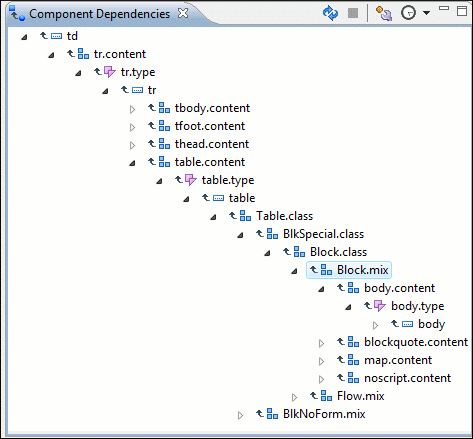 Component Dependencies
td
tr.content
tr.type
tr
tbody.content
tfoot.content
thead.content
table.content
table.type
table
Table.class
BlkSpecial.class
Block.class
Block.mix
body.content
body.type
body
blockquote.content
map.content
noscript.content
Flow.mix
BlkNoForm.mix